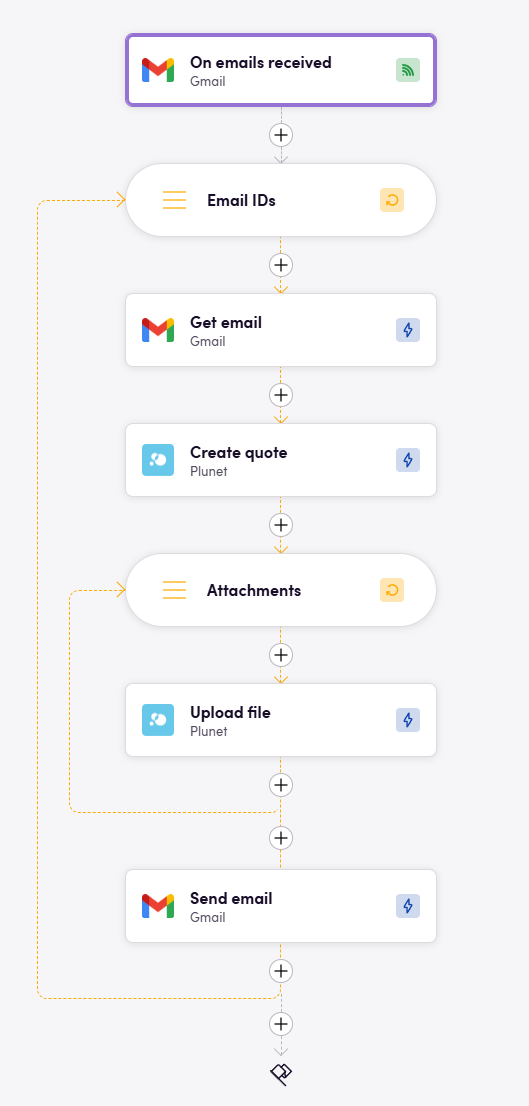 On emails received
Gmail
Email IDs
Get email
Gmail
Create quote
Plunet
Attachments
Upload file
Plunet
Send email
Gmail